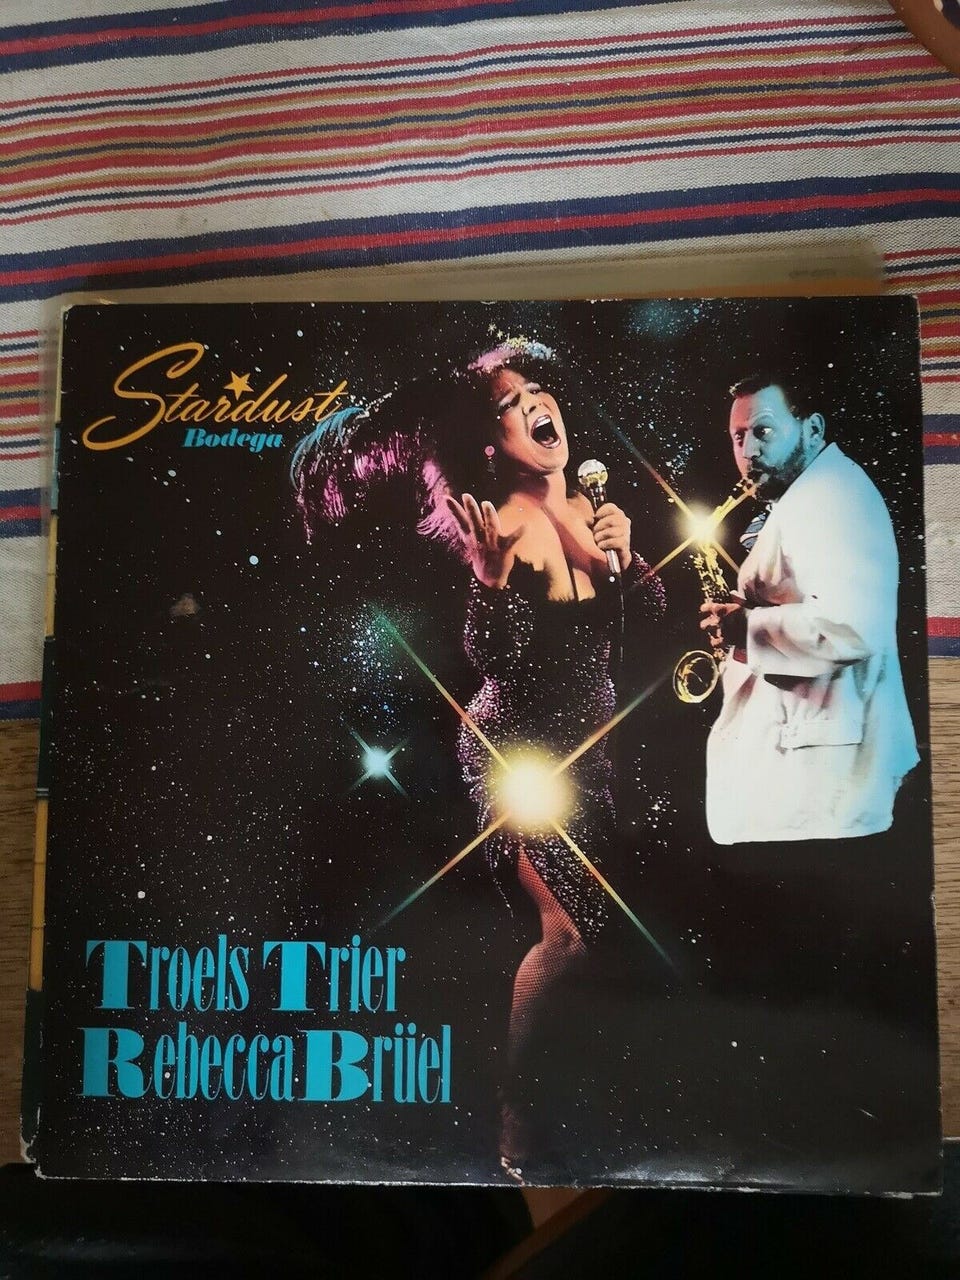 Stardust
Bodega
Troels Trier
Rebecca Brüel